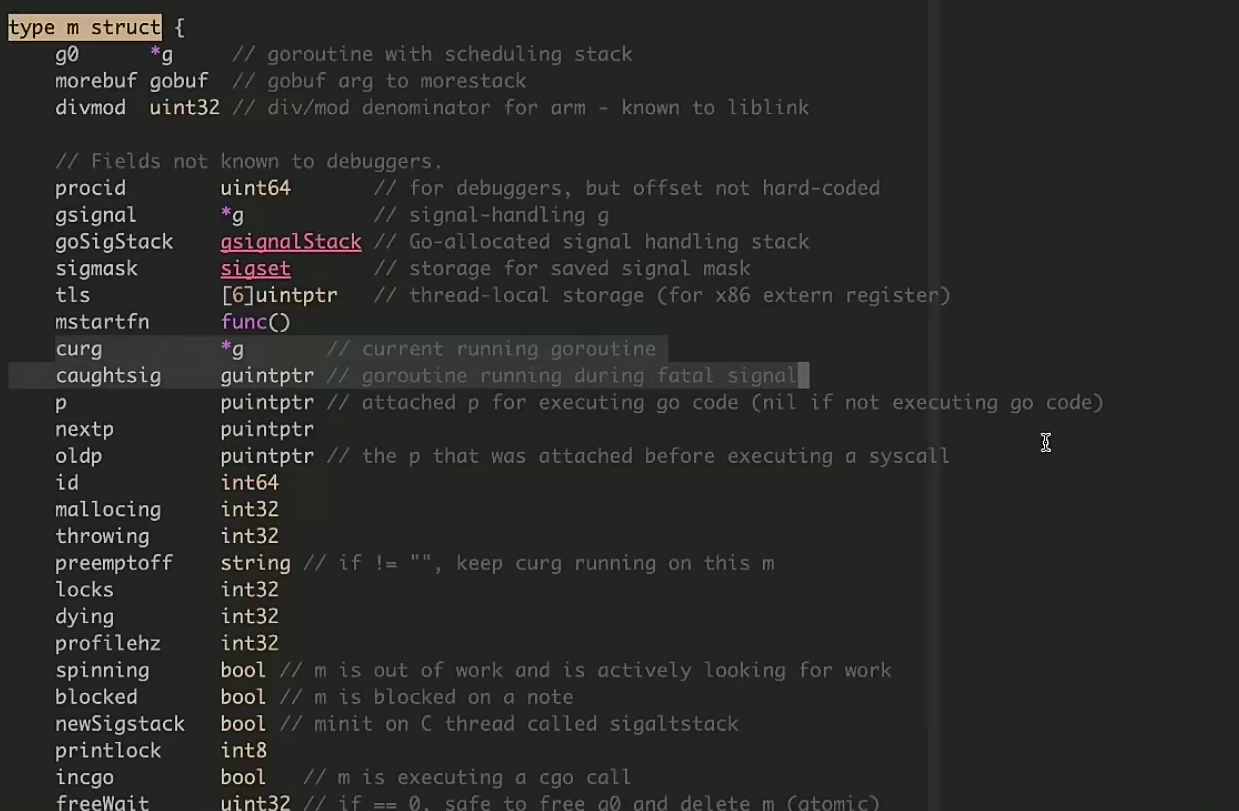 type m struct {
g0 *g // goroutine with scheduling stack
morebuf gobuf // gobuf arg to morestack
divmod uint32 // div/mod denominator for arm - known to liblink
// Fields not known to debuggers.
procid uint64 // for debuggers, but offset not hard-coded
gsignal *g // signal-handling g
goSigStack gsignalStack // Go-allocated signal handling stack
sigmask sigset // storage for saved signal mask
tls [6]uintptr // thread-local storage (for x86 extern register)
mstartfn func()
curg *g // current running goroutine
caughtsig guintptr // goroutine running during fatal signal
p puintptr // attached p for executing go code (nil if not executing go code)
nextp puintptr
oldp puintptr // the p that was attached before executing a syscall
id int64
mallocing int32
throwing int32
preemptoff string // if != "", keep curg running on this m
locks int32
dying int32
profilehz int32
spinning bool // m is out of work and is actively looking for work
blocked bool // m is blocked on a note
newSigstack bool // minit on C thread called sigaltstack
printlock int8
incgo bool // m is executing a cgo call
freeWait uint32 // if == 0, safe to free g0 and delete m (atomic)